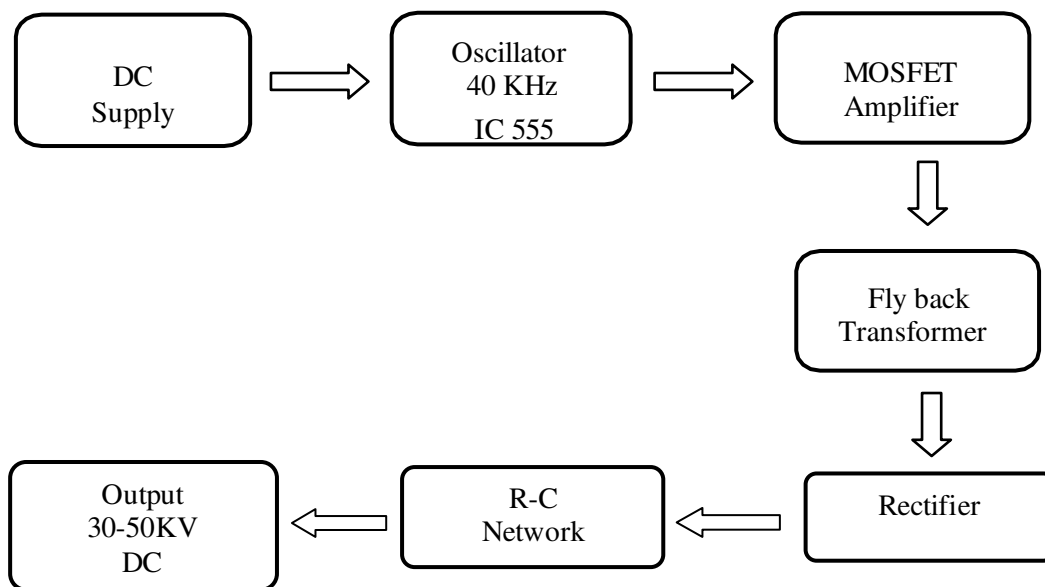 DC
Supply
Oscillator
40 KHz
IC 555
MOSFET
Amplifier
Fly back
Transformer
Rectifier
R-C
Network
Output
30-50KV
DC